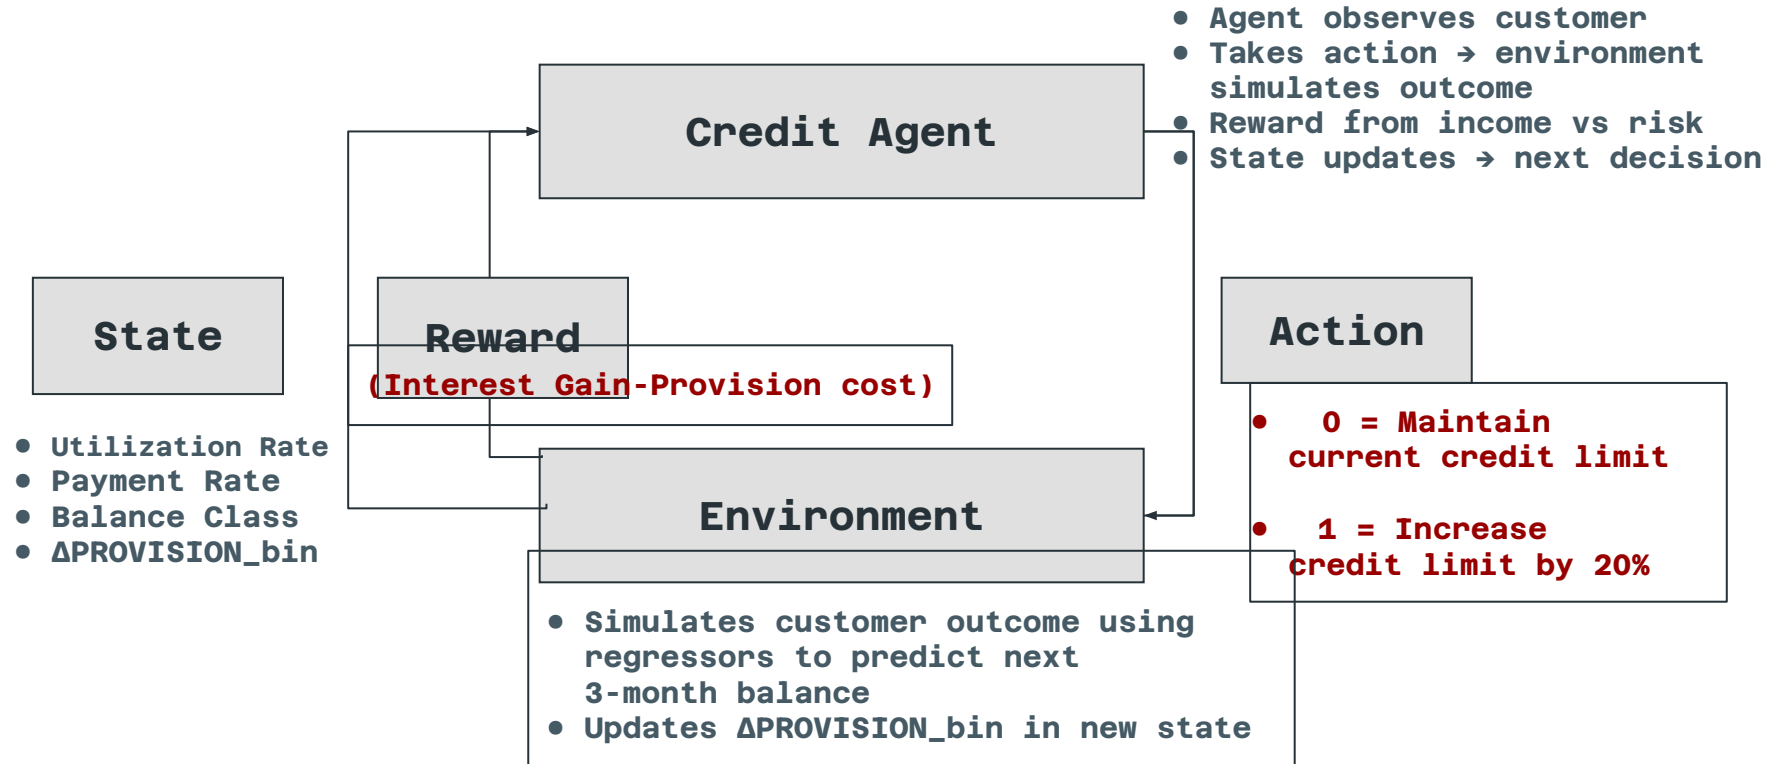 • Agent observes customer
• Takes action → environment
simulates outcome
• Reward from income vs risk
• State updates → next decision
Credit Agent
State
Reward
(Interest Gain-Provision cost)
Action
• 0 = Maintain
current credit limit
• 1 = Increase
credit limit by 20%
• Utilization Rate
• Payment Rate
• Balance Class
• ΔPROVISION_bin
Environment
• Simulates customer outcome using
regressors to predict next
3-month balance
• Updates ΔPROVISION_bin in new state